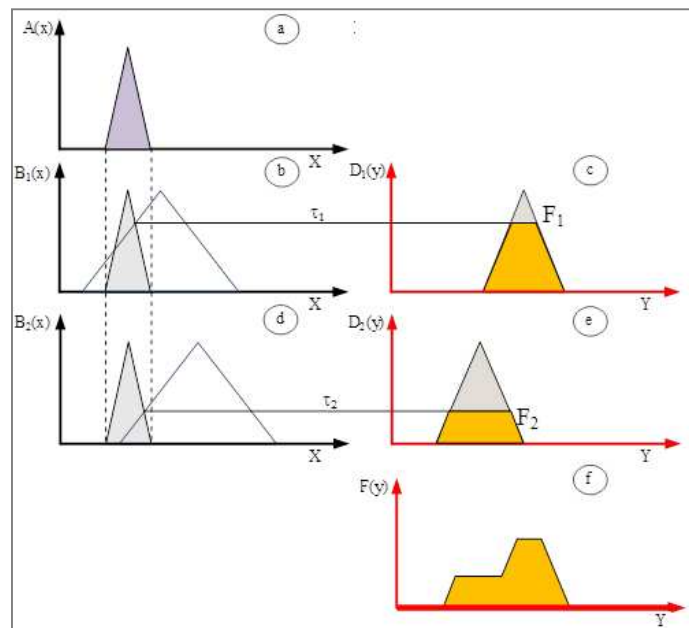 A(x)
a
X
B₁(x)
b
X
τ₁
D₁(y)
c
F₁
Y
B₂(x)
d
X
τ₂
D₂(y)
e
F₂
Y
F(y)
f
Y